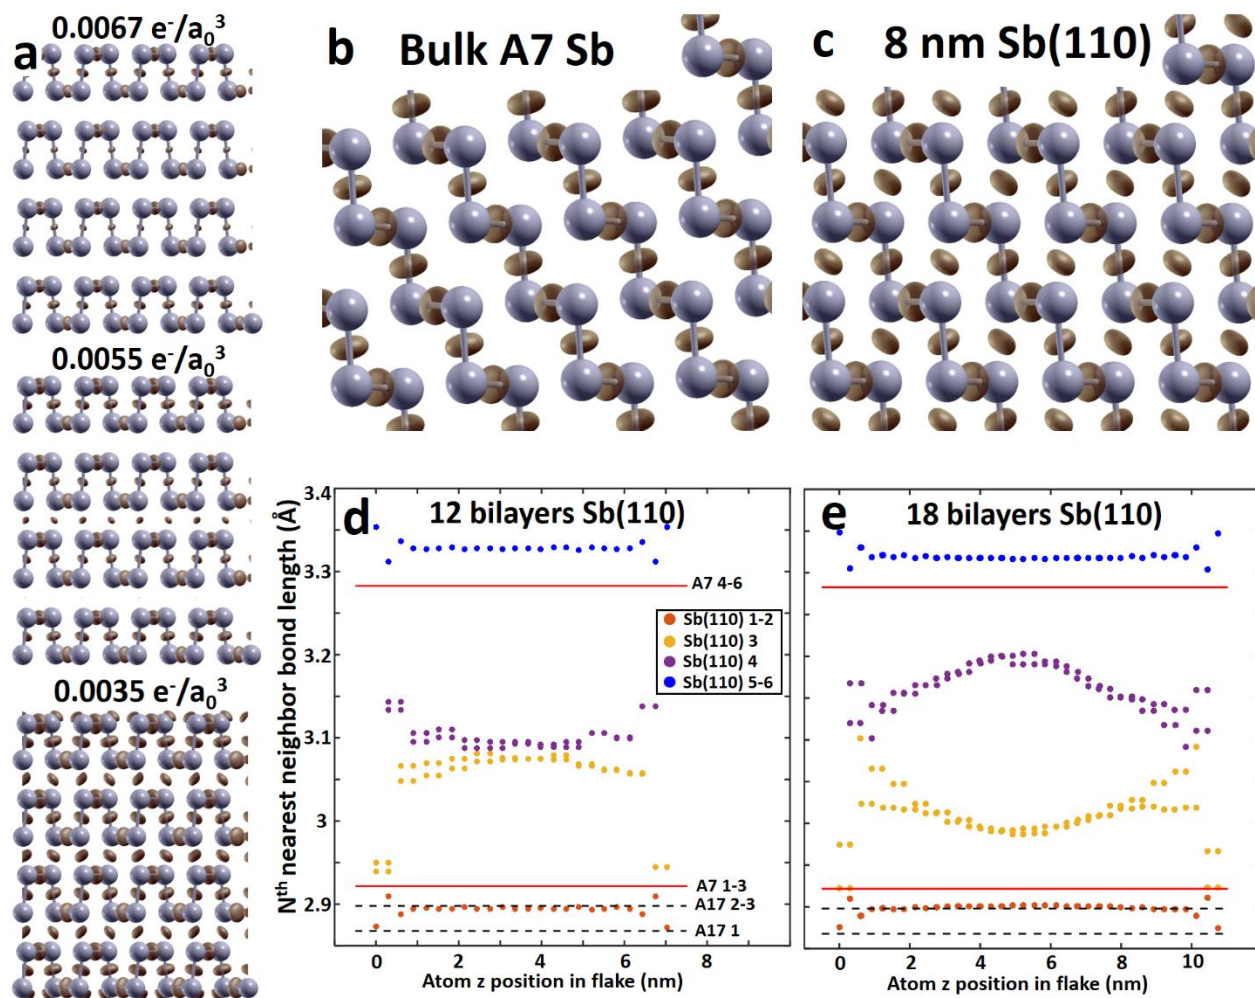 a
0.0067 e⁻/a₀³
0.0055 e⁻/a₀³
0.0035 e⁻/a₀³
b Bulk A7 Sb
c 8 nm Sb(110)
d 12 bilayers Sb(110)
Nᵗʰ nearest neighbor bond length (Å)
3.4
3.3
3.2
3.1
3
2.9
A7 4-6
Sb(110) 1-2
Sb(110) 3
Sb(110) 4
Sb(110) 5-6
A7 1-3
A17 2-3
A17 1
0 2 4 6 8
Atom z position in flake (nm)
e 18 bilayers Sb(110)
0 2 4 6 8 10
Atom z position in flake (nm)